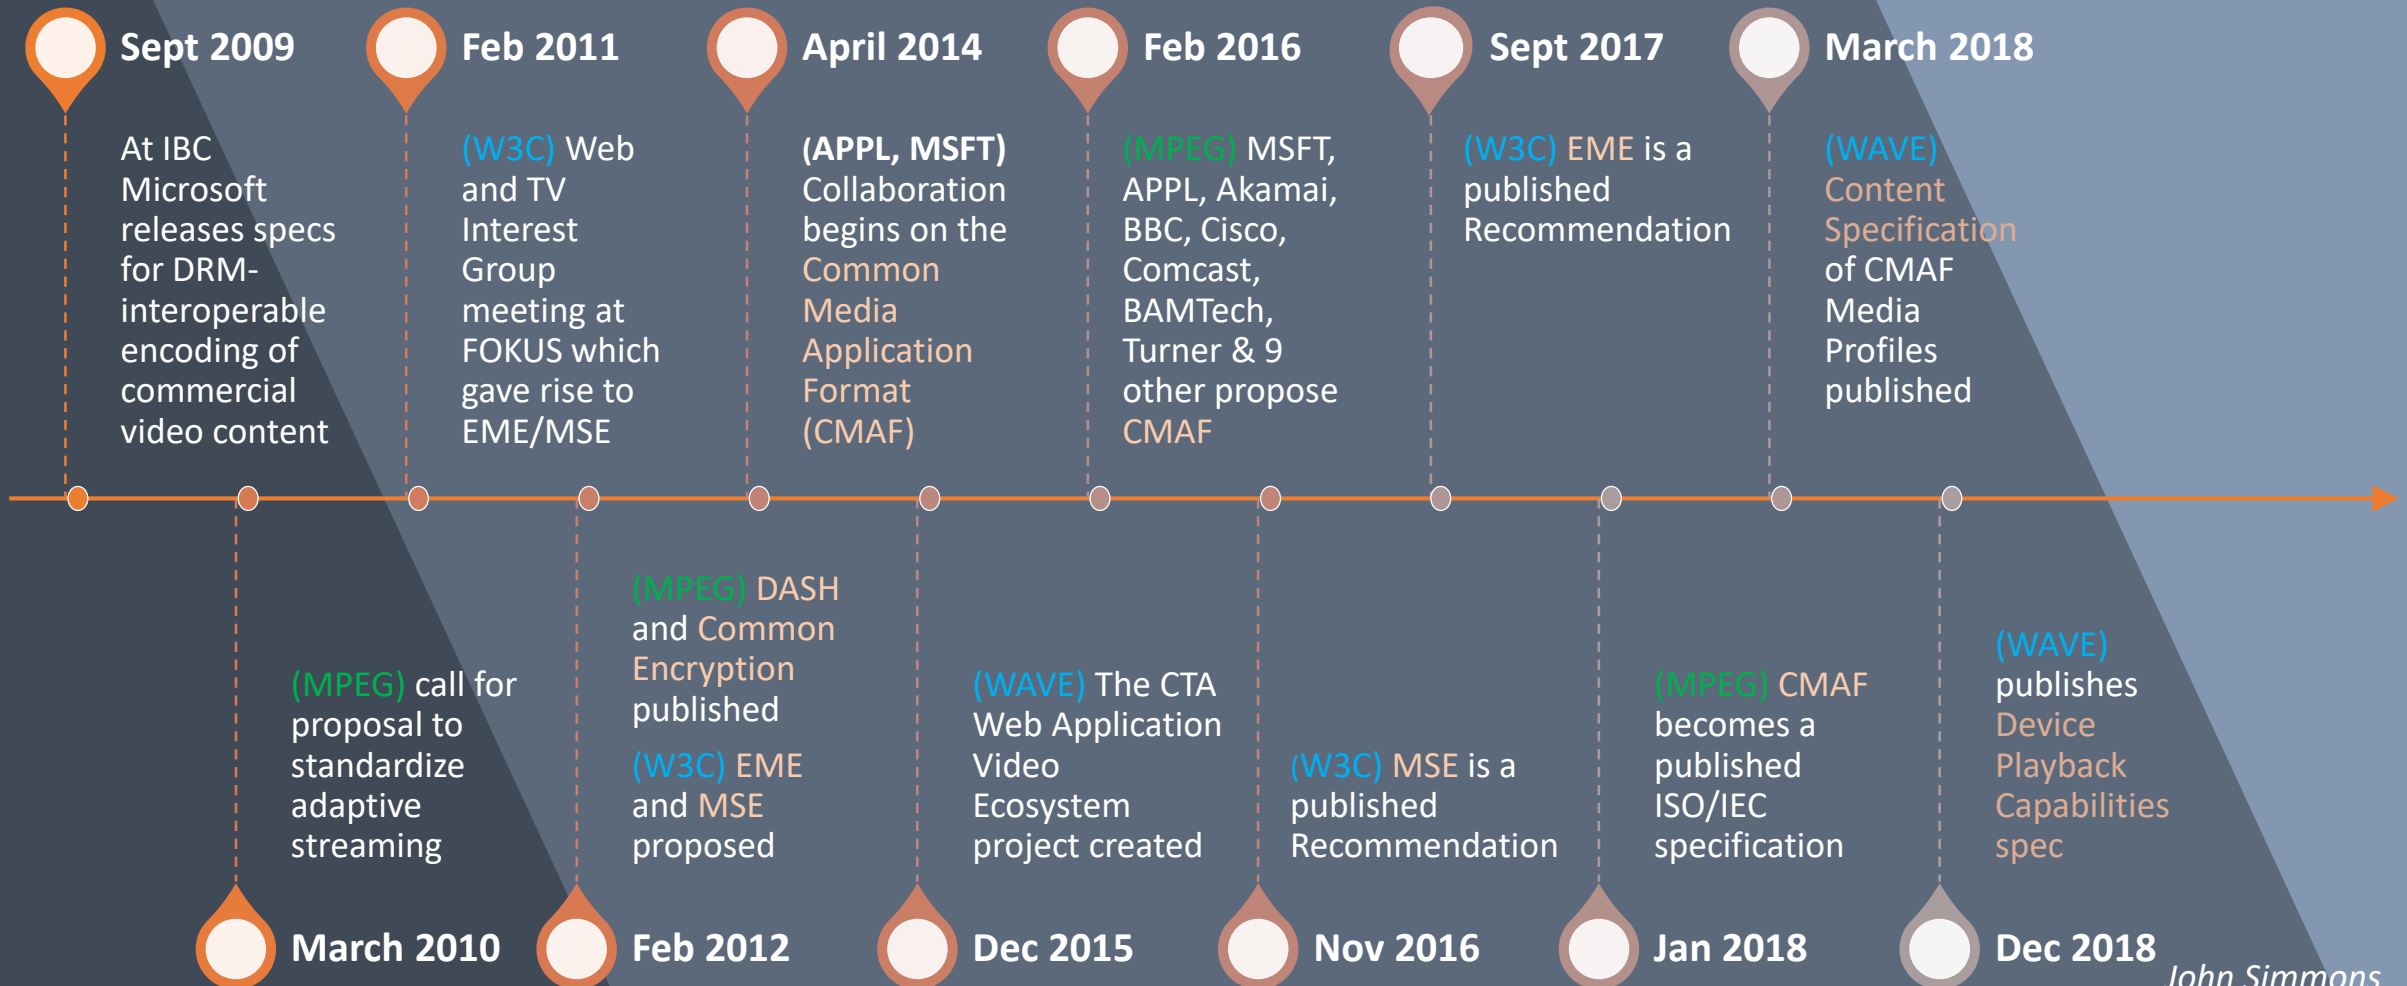 Sept 2009
At IBC
Microsoft
releases specs
for DRM-
interoperable
encoding of
commercial
video content
Feb 2011
(W3C) Web
and TV
Interest
Group
meeting at
FOKUS which
gave rise to
EME/MSE
April 2014
(APPL, MSFT)
Collaboration
begins on the
Common
Media
Application
Format
(CMAF)
Feb 2016
(MPEG) MSFT,
APPL, Akamai,
BBC, Cisco,
Comcast,
BAMTech,
Turner & 9
other propose
CMAF
Sept 2017
(W3C) EME is a
published
Recommendation
March 2018
(WAVE)
Content
Specification
of CMAF
Media
Profiles
published
(MPEG) call for
proposal to
standardize
adaptive
streaming
March 2010
(MPEG) DASH
and Common
Encryption
published
(W3C) EME
and MSE
proposed
Feb 2012
(WAVE) The CTA
Web Application
Video
Ecosystem
project created
Dec 2015
(W3C) MSE is a
published
Recommendation
Nov 2016
(MPEG) CMAF
becomes a
published
ISO/IEC
specification
Jan 2018
(WAVE)
publishes
Device
Playback
Capabilities
spec
Dec 2018
John Simmons